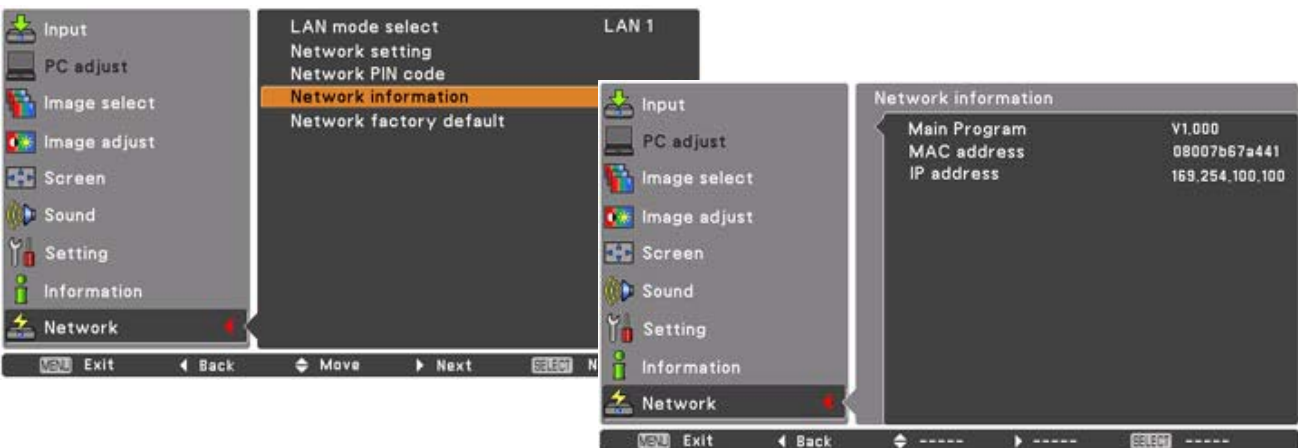 Input
PC adjust
Image select
Image adjust
Screen
Sound
Setting
Information
Network
LAN mode select LAN 1
Network setting
Network PIN code
Network information
Network factory default
MENU Exit Back Move Next SELECT N
Input
PC adjust
Image select
Image adjust
Screen
Sound
Setting
Information
Network
Network information
Main Program V1.000
MAC address 08007b67a441
IP address 169.254.100.100
MENU Exit Back ----- ----- SELECT -----